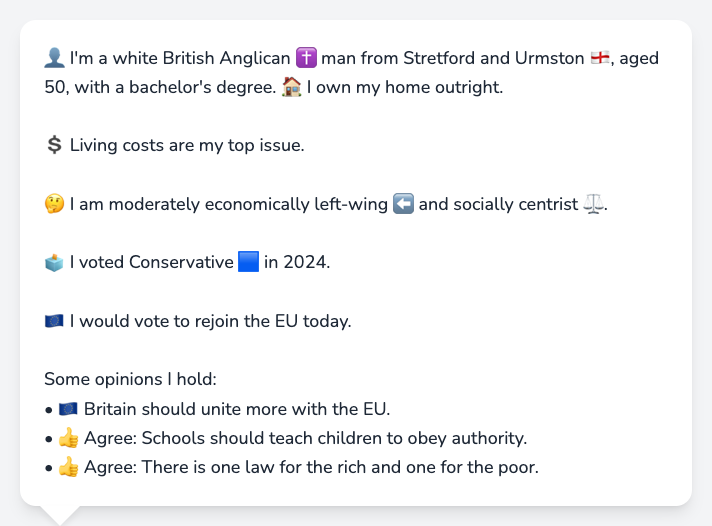 👤 I'm a white British Anglican ✝️ man from Stretford and Urmston 🏴󠁧󠁢󠁥󠁮󠁧󠁿, aged
50, with a bachelor's degree. 🏠 I own my home outright.
💲 Living costs are my top issue.
🤔 I am moderately economically left-wing ⬅️ and socially centrist ⚖️.
🗳️ I voted Conservative 🟦 in 2024.
🇪🇺 I would vote to rejoin the EU today.
Some opinions I hold:
• 🇪🇺 Britain should unite more with the EU.
• 👍 Agree: Schools should teach children to obey authority.
• 👍 Agree: There is one law for the rich and one for the poor.